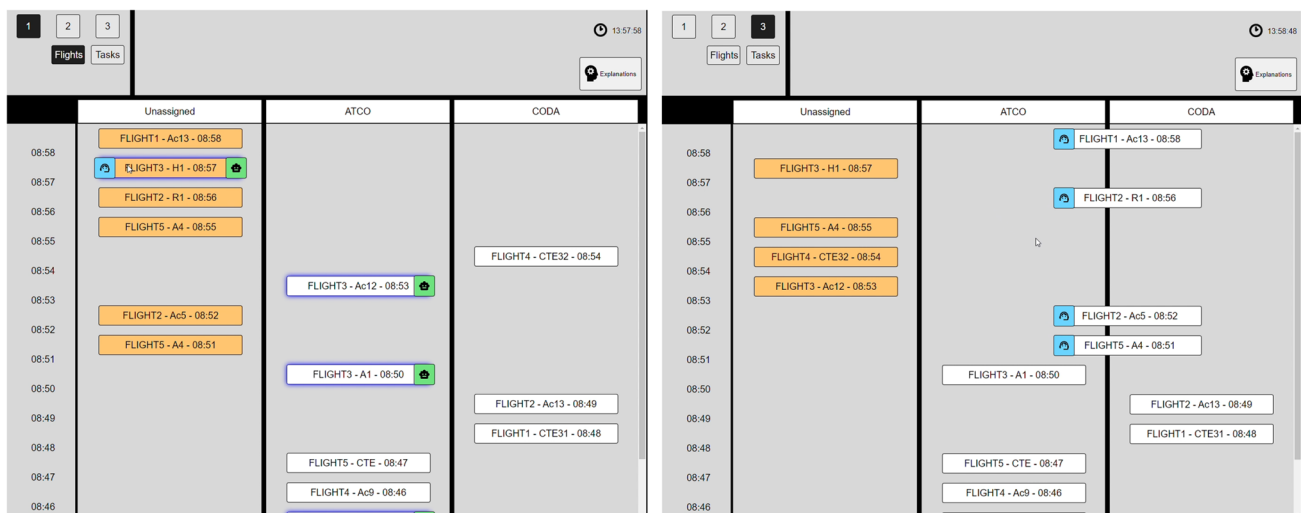 1 2 3
13:57:58
Flights Tasks
Explanations
Unassigned ATCO CODA
FLIGHT1 - Ac13 - 08:58
08:58
FLIGHT3 - H1 - 08:57
08:57
FLIGHT2 - R1 - 08:56
08:56
FLIGHT5 - A4 - 08:55
08:55
FLIGHT4 - CTE32 - 08:54
08:54
FLIGHT3 - Ac12 - 08:53
08:53
FLIGHT2 - Ac5 - 08:52
08:52
FLIGHT5 - A4 - 08:51
08:51
FLIGHT3 - A1 - 08:50
08:50
FLIGHT2 - Ac13 - 08:49
08:49
FLIGHT1 - CTE31 - 08:48
08:48
FLIGHT5 - CTE - 08:47
08:47
FLIGHT4 - Ac9 - 08:46
08:46
1 2 3
13:58:48
Flights Tasks
Explanations
Unassigned ATCO CODA
FLIGHT1 - Ac13 - 08:58
08:58
FLIGHT3 - H1 - 08:57
08:57
FLIGHT2 - R1 - 08:56
08:56
FLIGHT5 - A4 - 08:55
08:55
FLIGHT4 - CTE32 - 08:54
08:54
FLIGHT3 - Ac12 - 08:53
08:53
FLIGHT2 - Ac5 - 08:52
08:52
FLIGHT5 - A4 - 08:51
08:51
FLIGHT3 - A1 - 08:50
08:50
FLIGHT2 - Ac13 - 08:49
08:49
FLIGHT1 - CTE31 - 08:48
08:48
FLIGHT5 - CTE - 08:47
08:47
FLIGHT4 - Ac9 - 08:46
08:46